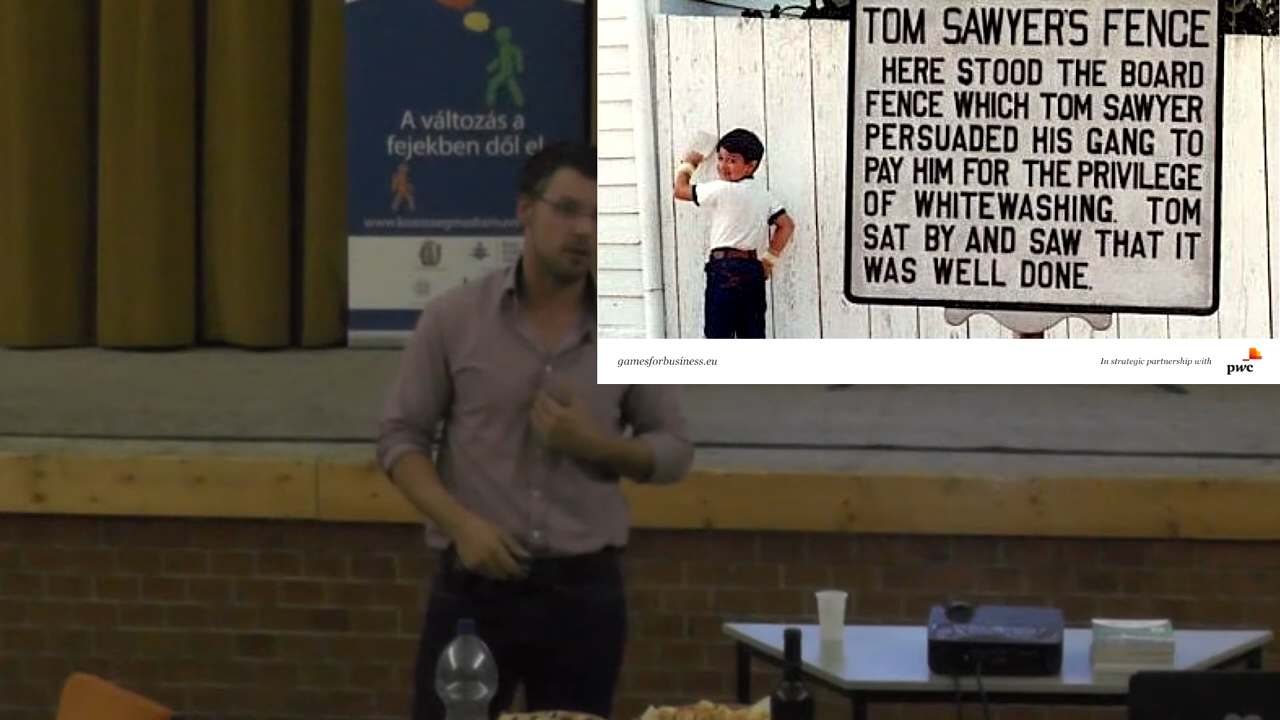 A változás a
fejekben dől el
TOM SAWYER'S FENCE
HERE STOOD THE BOARD
FENCE WHICH TOM SAWYER
PERSUADED HIS GANG TO
PAY HIM FOR THE PRIVILEGE
OF WHITEWASHING. TOM
SAT BY AND SAW THAT IT
WAS WELL DONE.
gamesforbusiness.eu
In strategic partnership with
pwc